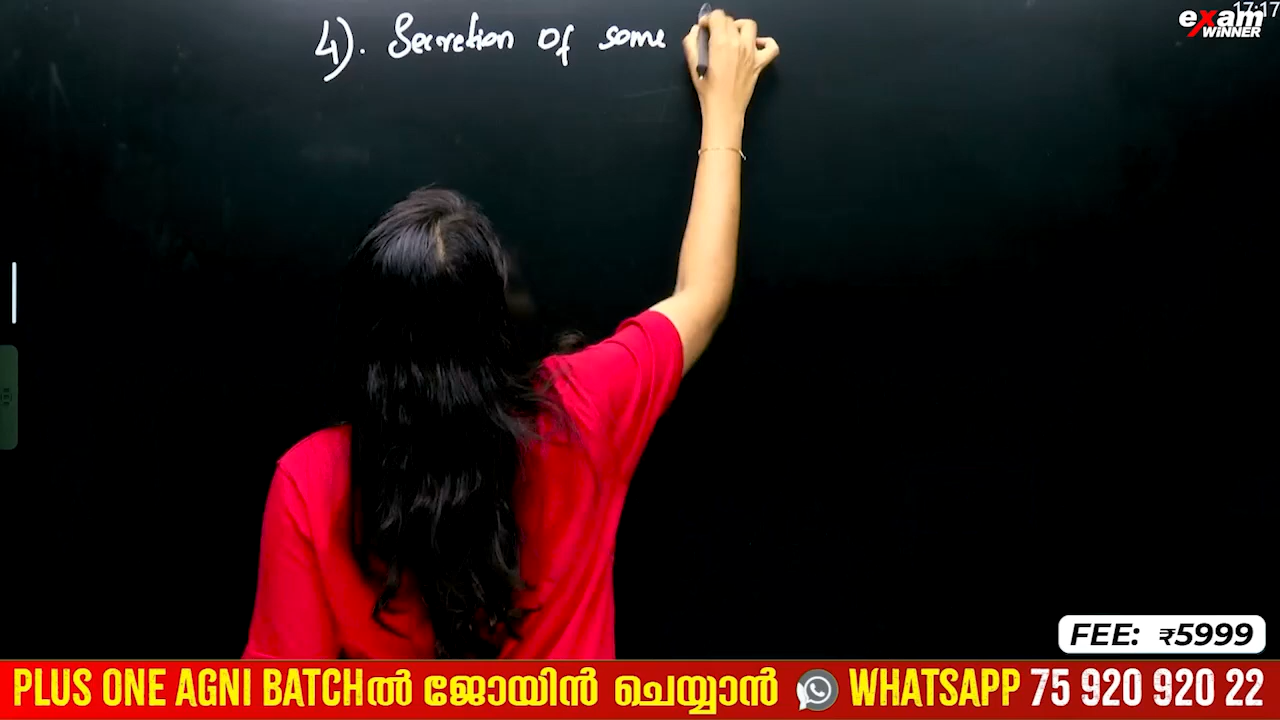 17:17
exam
WINNER
4). Secretion of some
FEE: ₹5999
PLUS ONE AGNI BATCHൽ ജോയിൻ ചെയ്യാൻ WHATSAPP 75 920 920 22